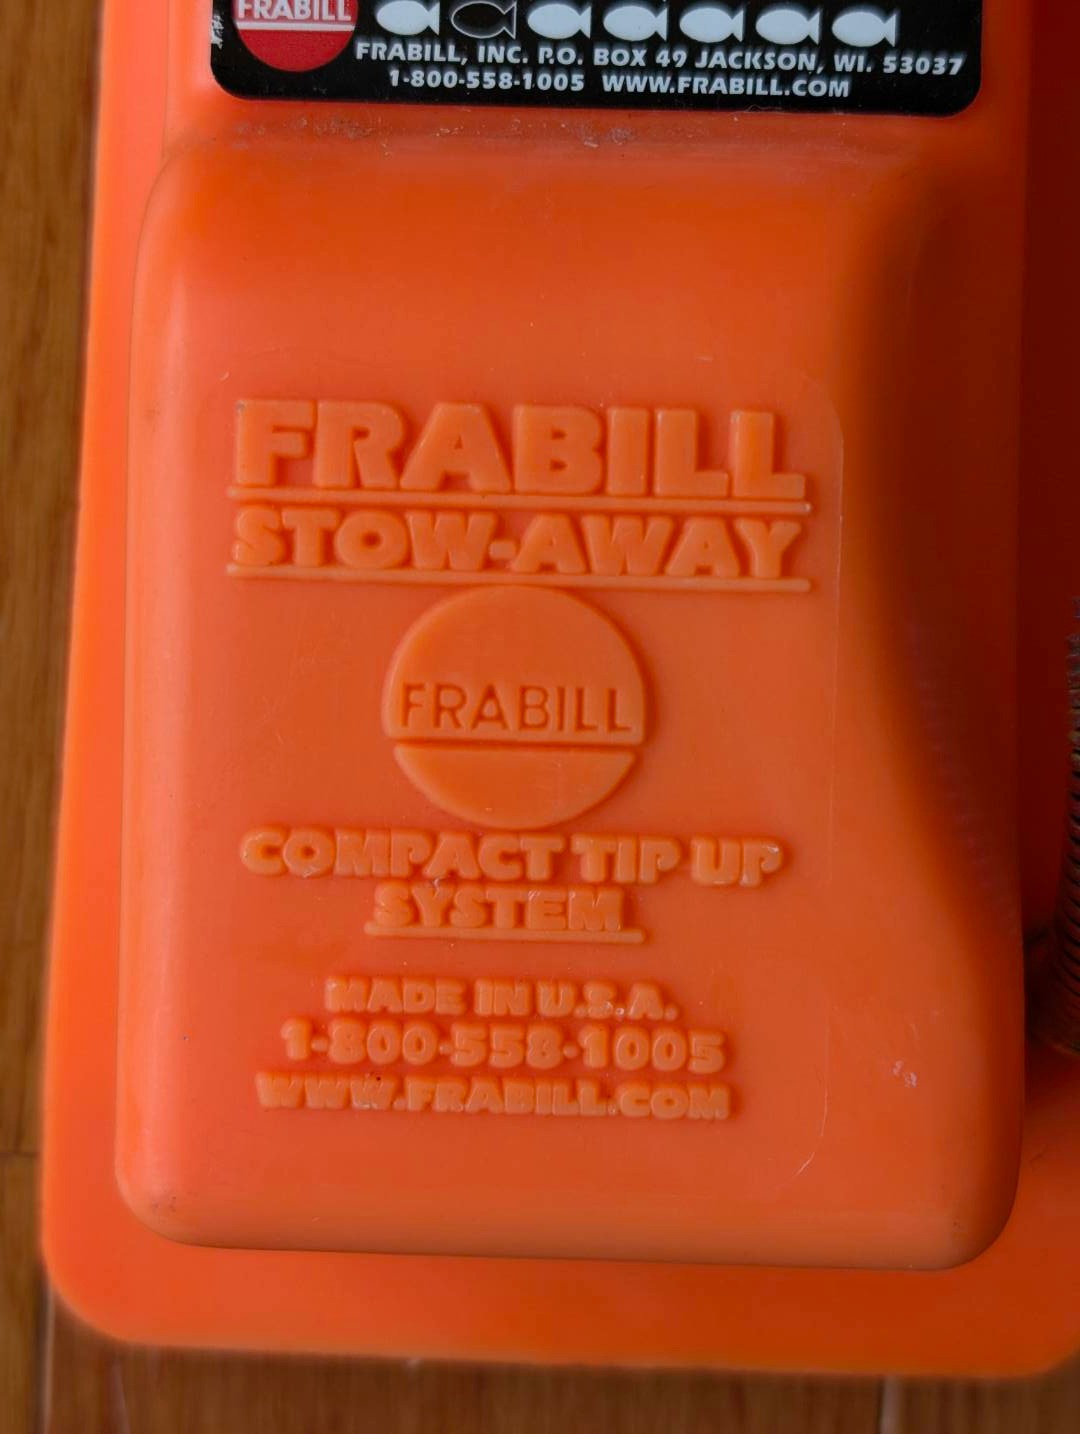 FRABILL
FRABILL, INC. P.O. BOX 49 JACKSON, WI. 53037
1-800-558-1005 WWW.FRABILL.COM
FRABILL
STOW-AWAY
FRABILL
COMPACT TIP UP
SYSTEM
MADE IN U.S.A.
1-800-558-1005
WWW.FRABILL.COM